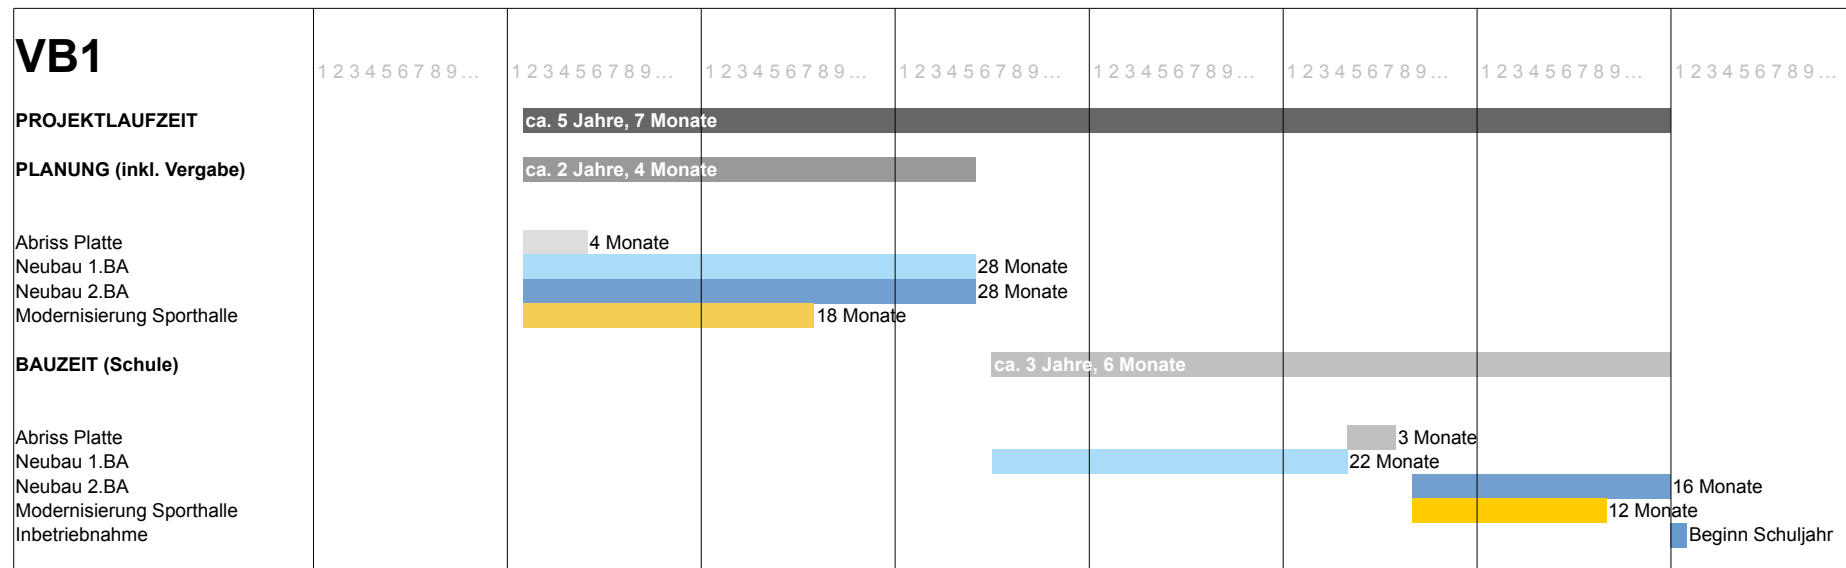 VB1
1 2 3 4 5 6 7 8 9 ... 1 2 3 4 5 6 7 8 9 ... 1 2 3 4 5 6 7 8 9 ... 1 2 3 4 5 6 7 8 9 ... 1 2 3 4 5 6 7 8 9 ... 1 2 3 4 5 6 7 8 9 ... 1 2 3 4 5 6 7 8 9 ... 1 2 3 4 5 6 7 8 9 ...
PROJEKTLAUFZEIT ca. 5 Jahre, 7 Monate
PLANUNG (inkl. Vergabe) ca. 2 Jahre, 4 Monate
Abriss Platte 4 Monate
Neubau 1.BA 28 Monate
Neubau 2.BA 28 Monate
Modernisierung Sporthalle 18 Monate
BAUZEIT (Schule) ca. 3 Jahre, 6 Monate
Abriss Platte 3 Monate
Neubau 1.BA 22 Monate
Neubau 2.BA 16 Monate
Modernisierung Sporthalle 12 Monate
Inbetriebnahme Beginn Schuljahr